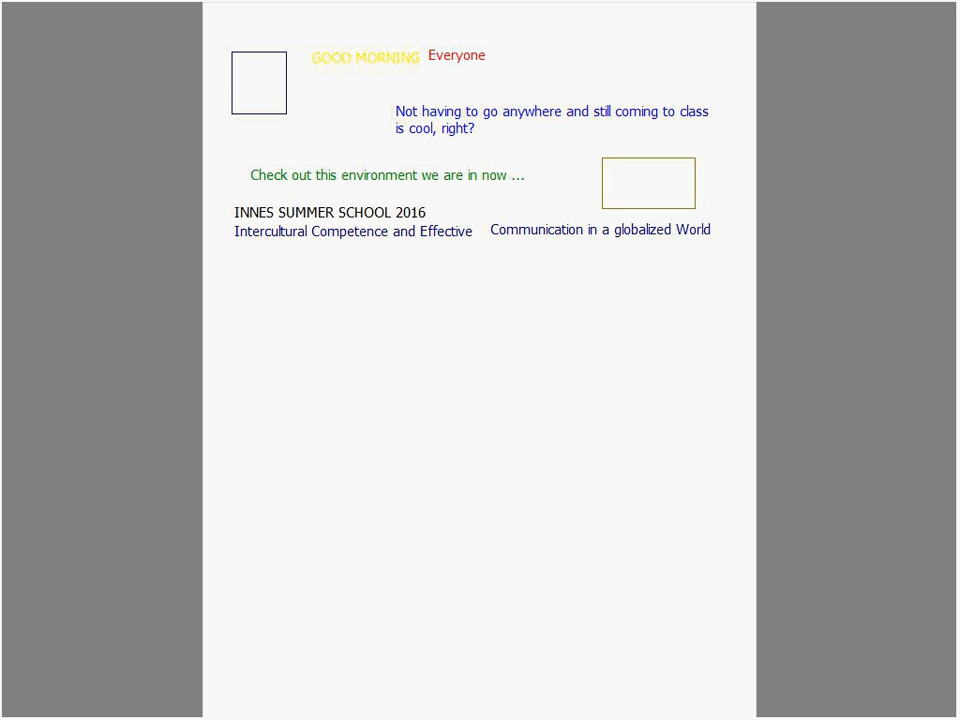 GOOD MORNING Everyone
Not having to go anywhere and still coming to class
is cool, right?
Check out this environment we are in now ...
INNES SUMMER SCHOOL 2016
Intercultural Competence and Effective Communication in a globalized World